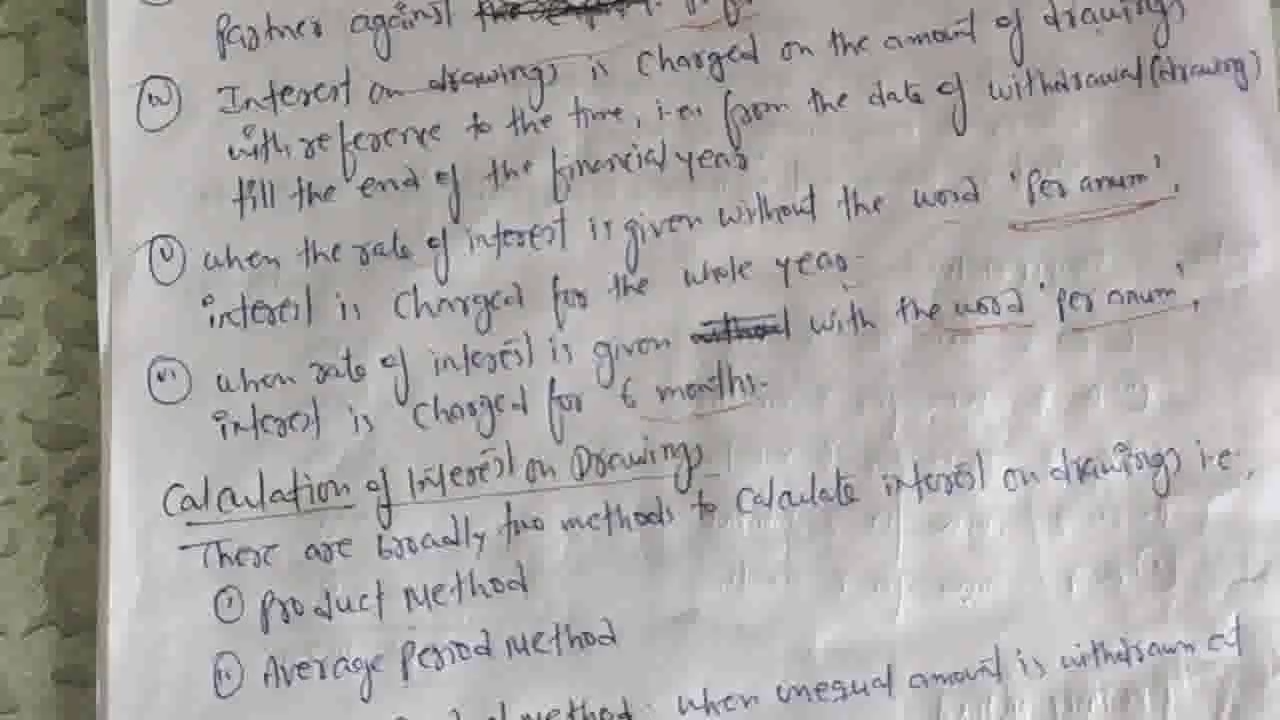 Partner against
(iv) Interest on drawings is charged on the amount of drawings
with reference to the time, i.e. from the date of withdrawal (drawing)
till the end of the financial year
(v) when the rate of interest is given without the word 'Per anum',
interest is charged for the whole year.
(vi) when rate of interest is given with the word 'per anum',
interest is charged for 6 months.
Calculation of Interest on Drawings
There are broadly two methods to calculate interest on drawings i.e.,
(i) Product Method
(ii) Average Period Method
method. when unequal amount is withdrawn at